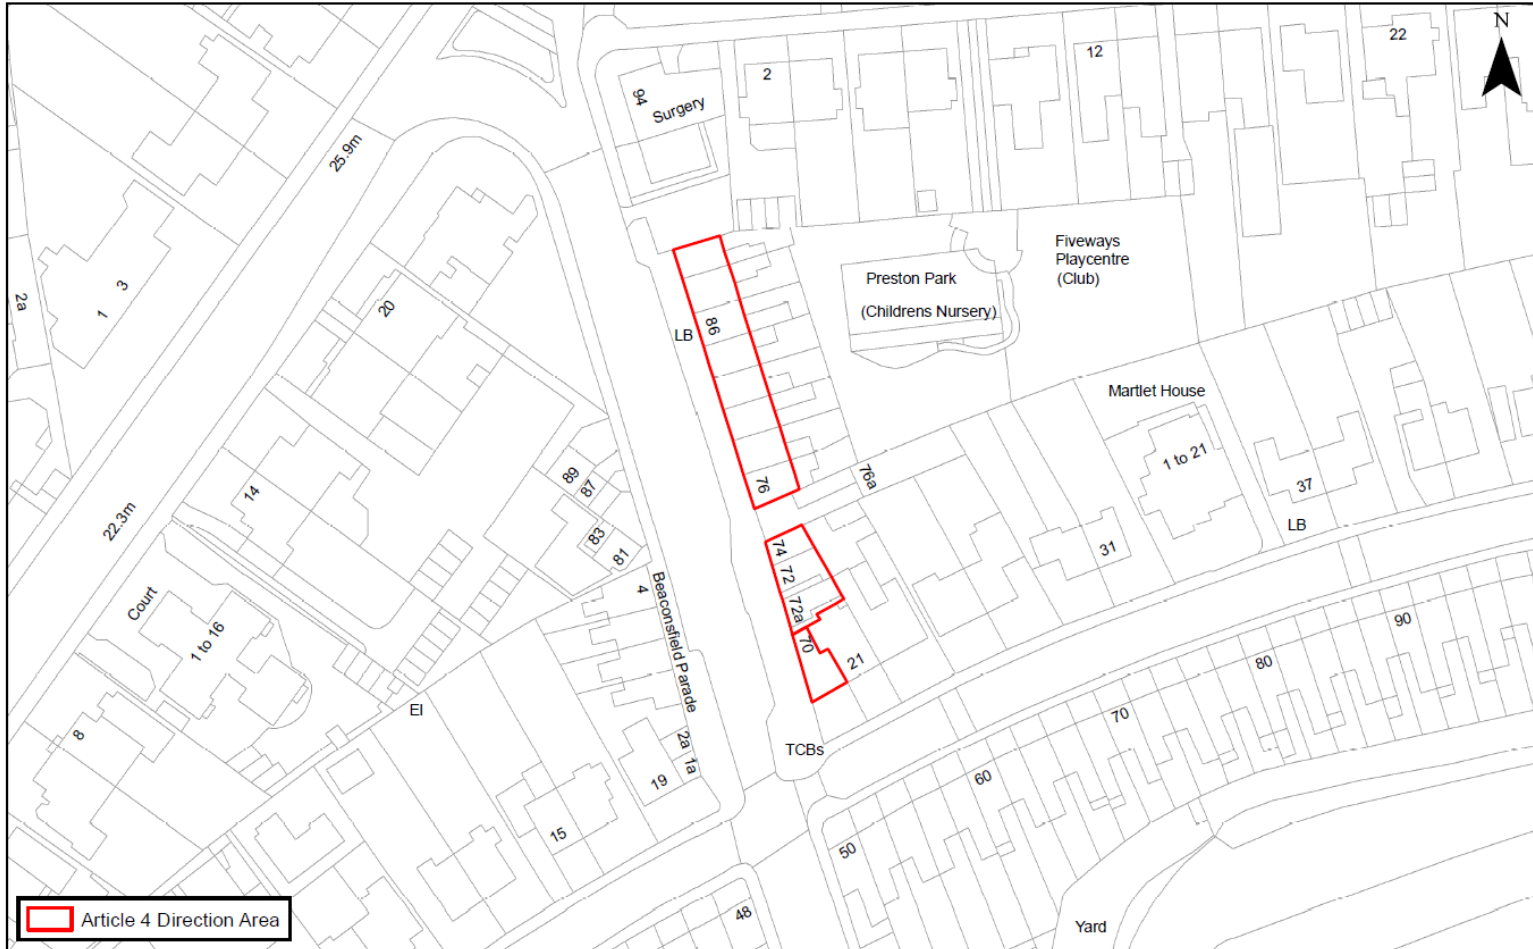 N
22
12
2
94
Surgery
25.9m
Fiveways
Playcentre
(Club)
Preston Park
(Childrens Nursery)
2a
1
3
20
LB
86
Martlet House
1 to 21
37
LB
76
76a
89
87
83
81
14
22.3m
74
72
72a
70
21
31
4
Beaconsfield Parade
Court
1 to 16
8
El
2a
1a
19
15
TCBs
90
80
70
60
50
48
Yard
Article 4 Direction Area